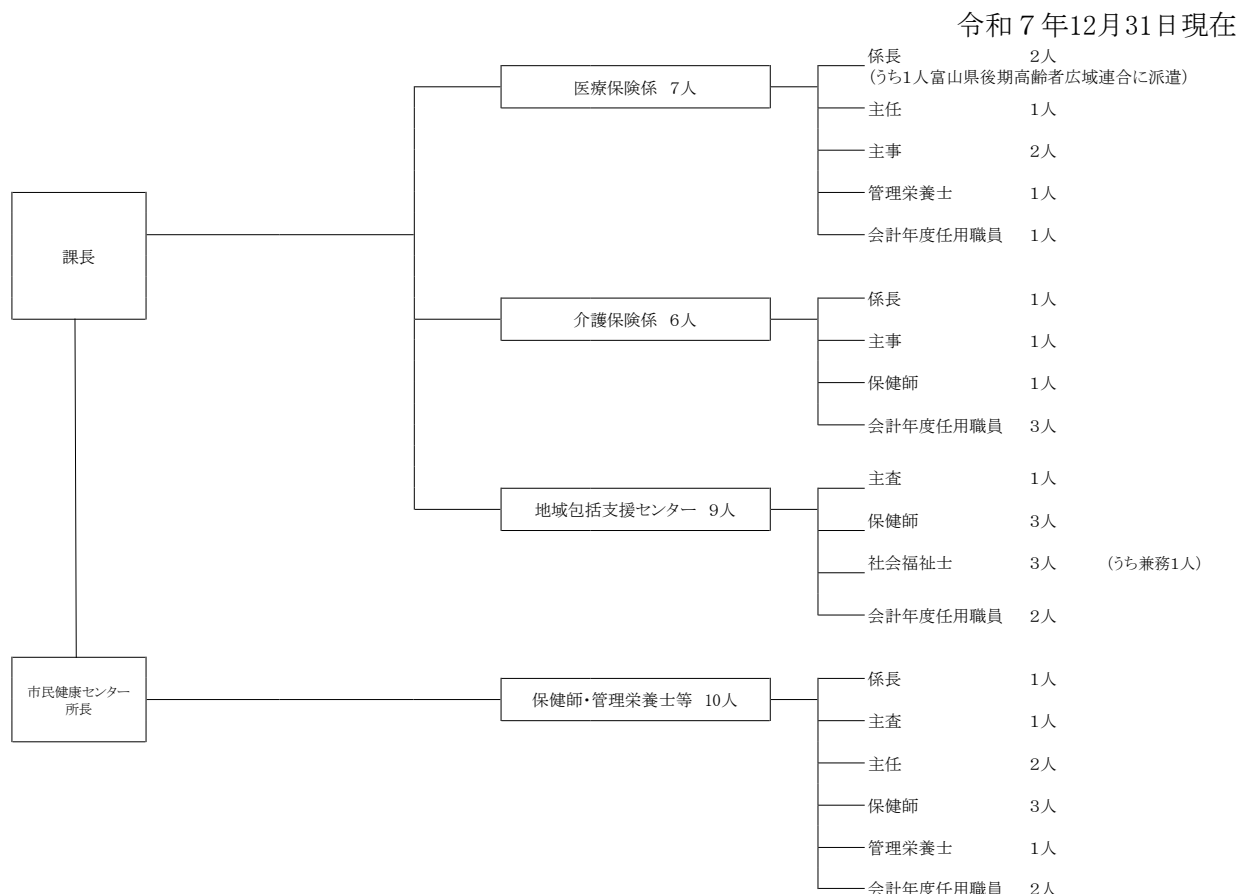 令和７年12月31日現在
課長
医療保険係 7人
係長 2人
(うち1人富山県後期高齢者広域連合に派遣)
主任 1人
主事 2人
管理栄養士 1人
会計年度任用職員 1人
介護保険係 6人
係長 1人
主事 1人
保健師 1人
会計年度任用職員 3人
地域包括支援センター 9人
主査 1人
保健師 3人
社会福祉士 3人 (うち兼務1人)
会計年度任用職員 2人
市民健康センター
所長
保健師・管理栄養士等 10人
係長 1人
主査 1人
主任 2人
保健師 3人
管理栄養士 1人
会計年度任用職員 2人